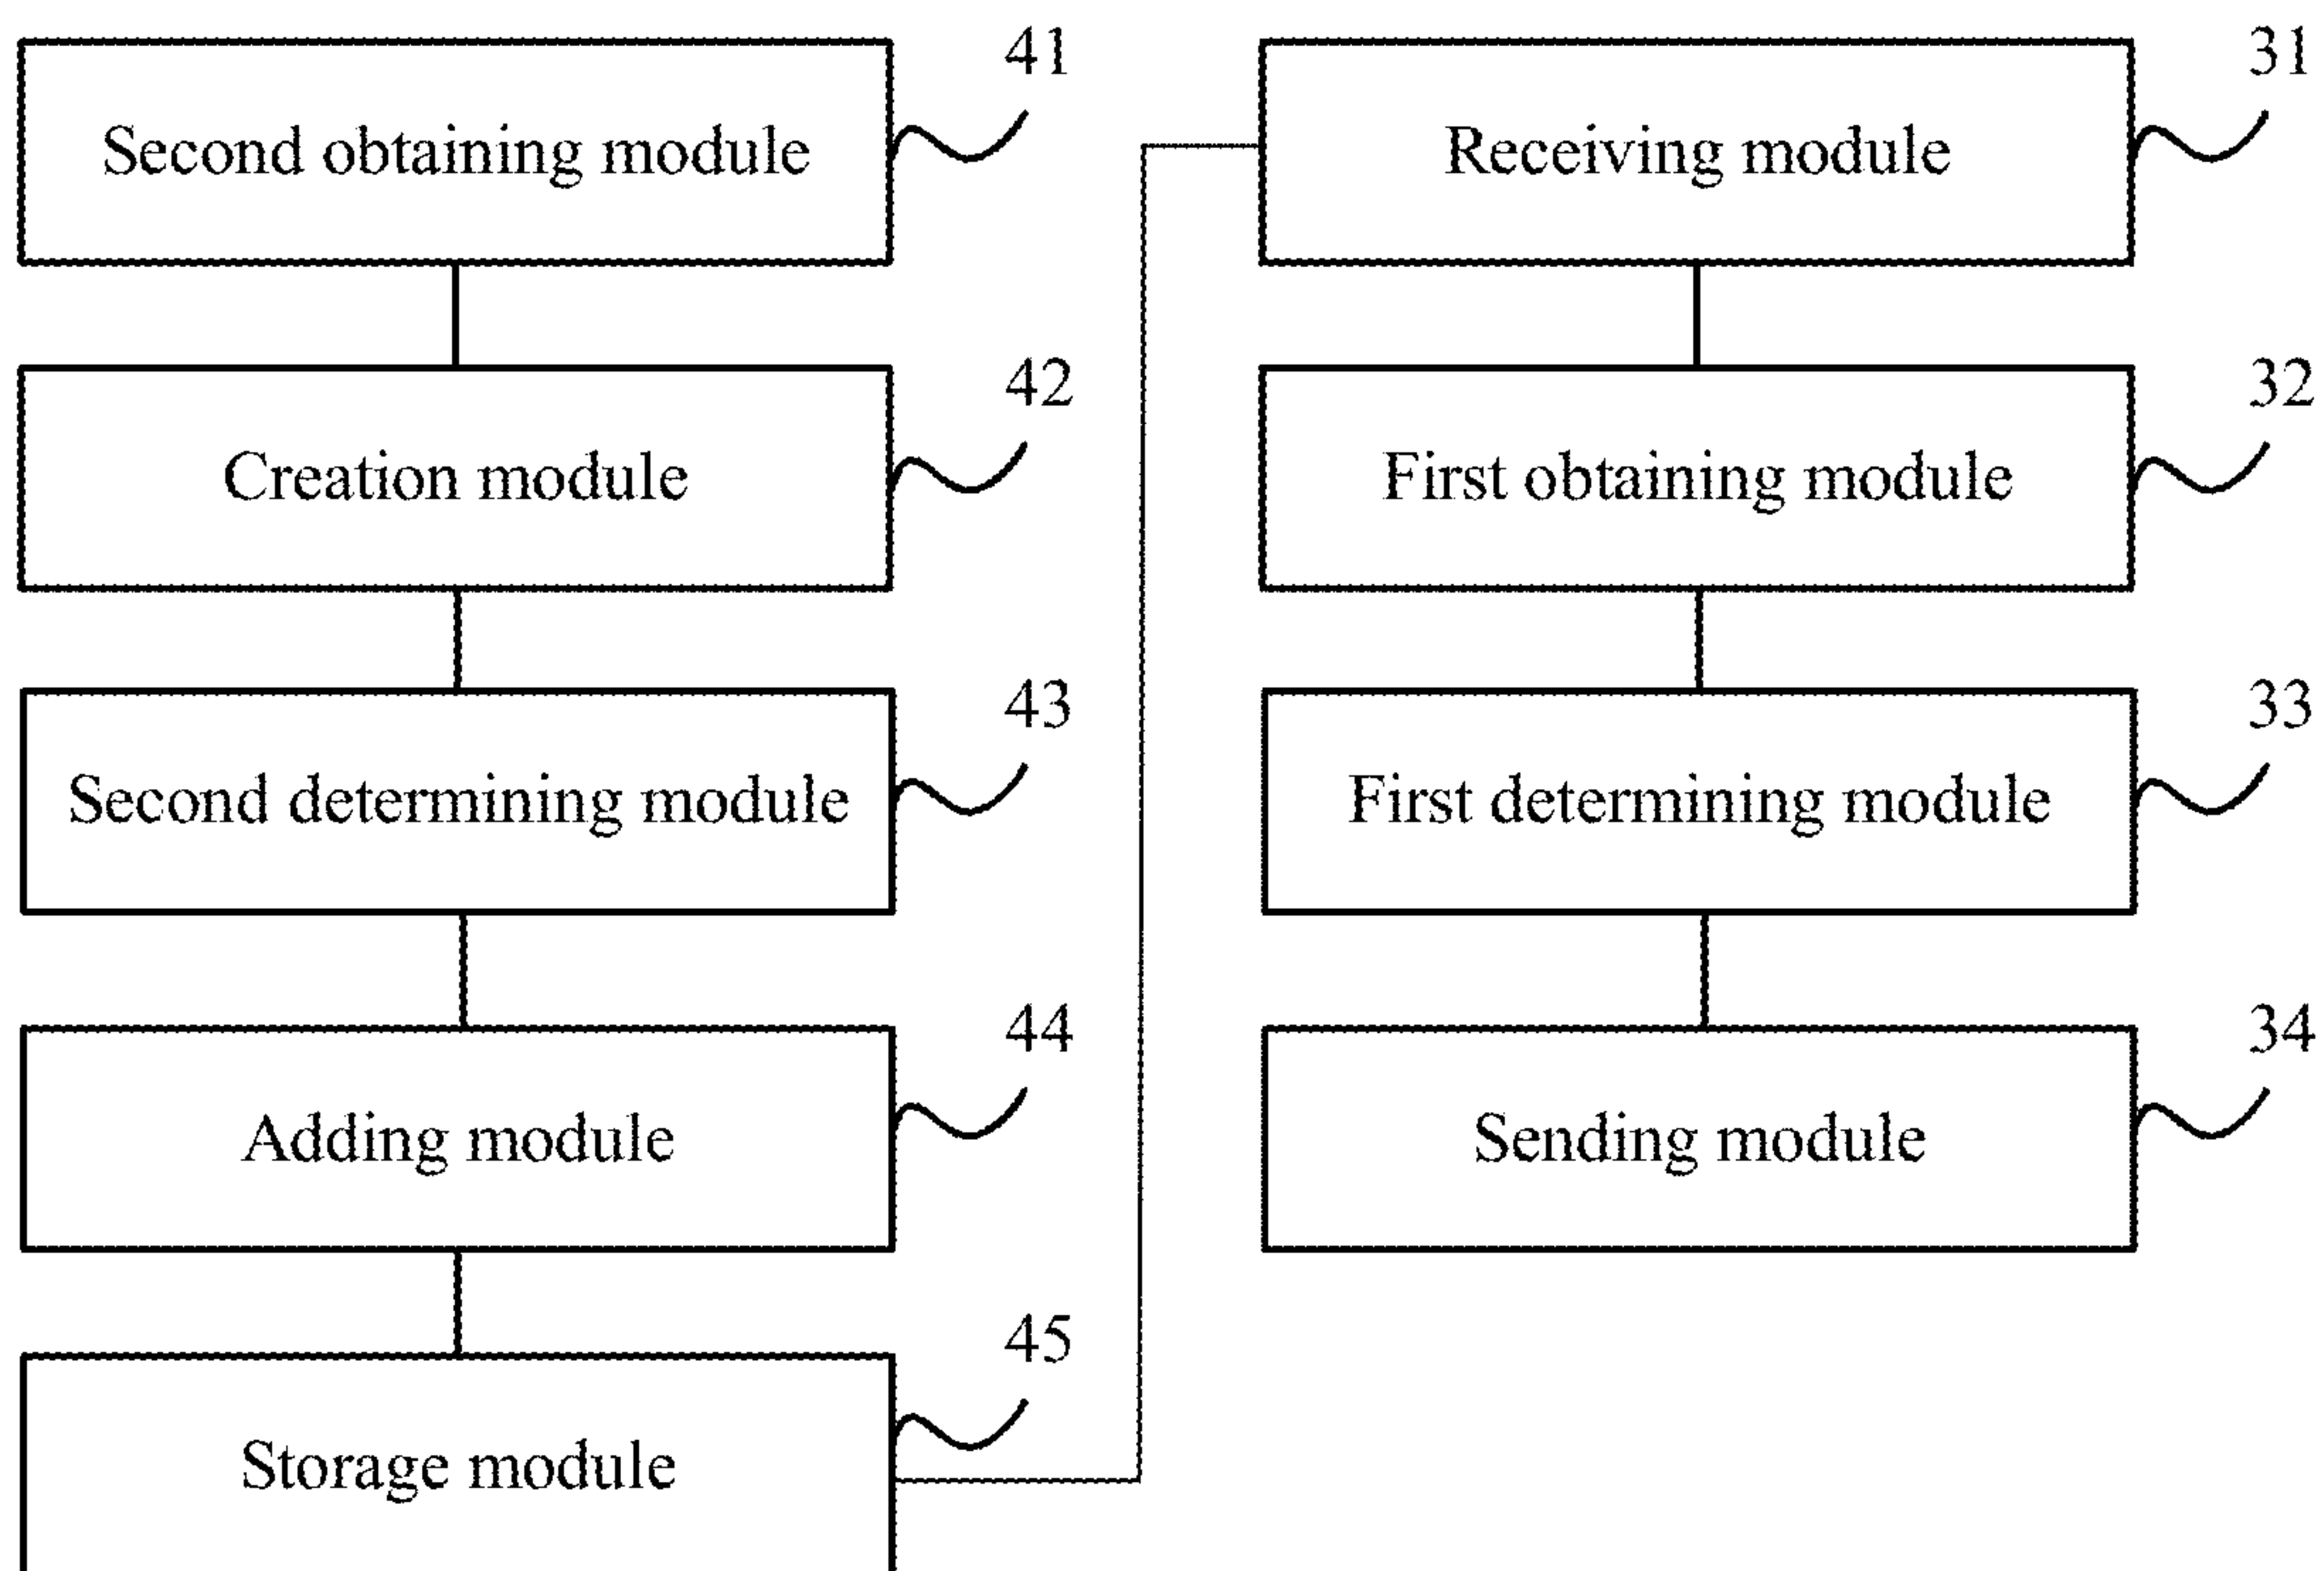 41
Second obtaining module
42
Creation module
43
Second determining module
44
Adding module
45
Storage module
31
Receiving module
32
First obtaining module
33
First determining module
34
Sending module